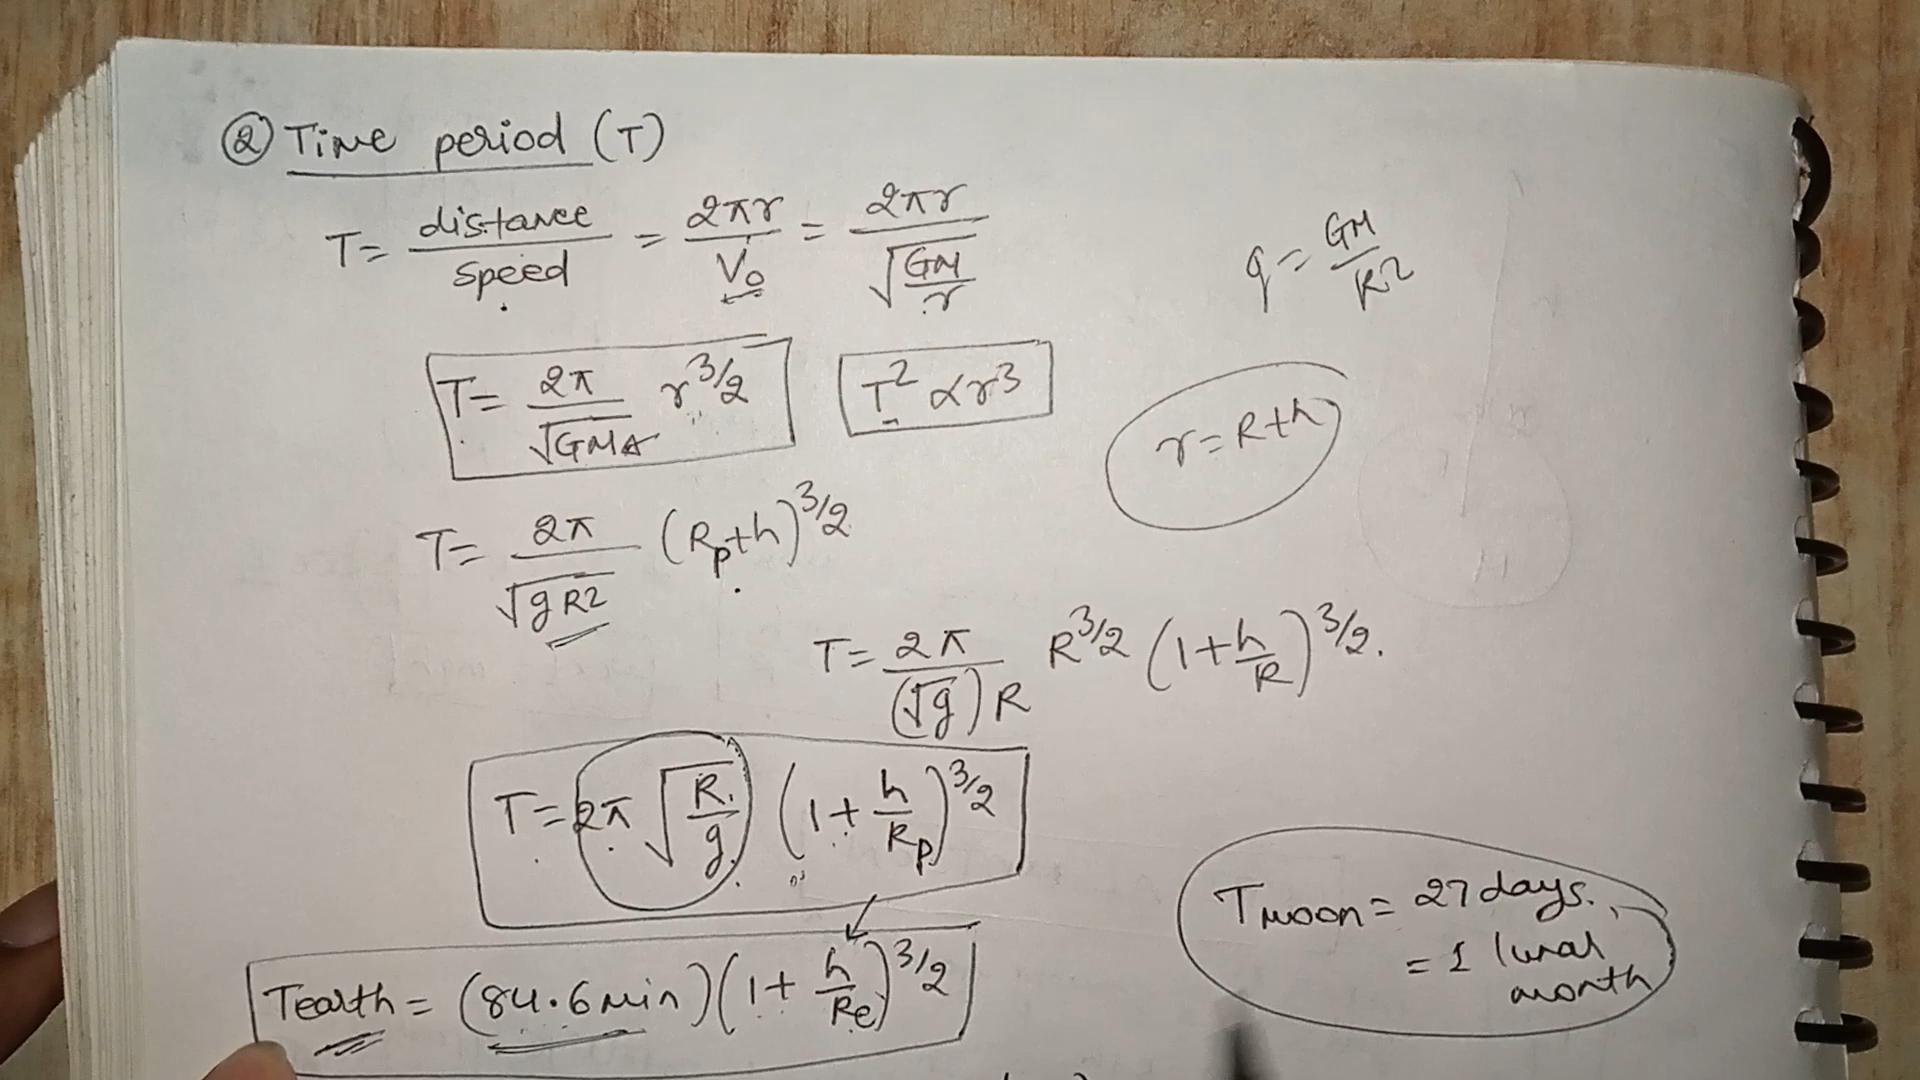 ② Time period (T)
T = distance/speed = 2πr/V₀ = 2πr/√(GM/r)
g = GM/R²
T = 2π/√GM r^3/2
T² ∝ r³
r = R+h
T = 2π/√gR² (Rp+h)^3/2
T = 2π/(√g)R R^3/2 (1+h/R)^3/2.
T = 2π √(R/g) (1+h/Rp)^3/2
Tmoon = 27 days.
= 1 lunar
month
Tearth = (84.6 min)(1+h/Re)^3/2